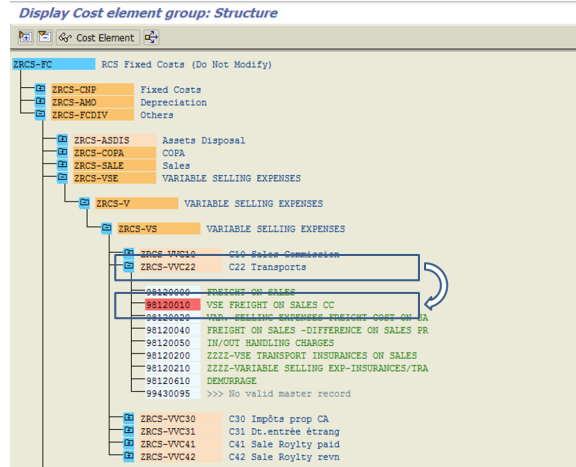 Display Cost element group: Structure
Cost Element
ZRCS-FC RCS Fixed Costs (Do Not Modify)
ZRCS-CNP Fixed Costs
ZRCS-AMO Depreciation
ZRCS-FCDIV Others
ZRCS-ASDIS Assets Disposal
ZRCS-COPA COPA
ZRCS-SALE Sales
ZRCS-VSE VARIABLE SELLING EXPENSES
ZRCS-V VARIABLE SELLING EXPENSES
ZRCS-VS VARIABLE SELLING EXPENSES
ZRCS-VVC10 C10 Sales Commission
ZRCS-VVC22 C22 Transports
98120000 FREIGHT ON SALES
98120010 VSE FREIGHT ON SALES CC
98120020 VAR. SELLING EXPENSES FREIGHT COST ON SA
98120040 FREIGHT ON SALES -DIFFERENCE ON SALES PR
98120050 IN/OUT HANDLING CHARGES
98120200 ZZZZ-VSE TRANSPORT INSURANCES ON SALES
98120210 ZZZZ-VARIABLE SELLING EXP-INSURANCES/TRA
98120610 DEMURRAGE
99430095 >>> No valid master record
ZRCS-VVC30 C30 Impôts prop CA
ZRCS-VVC31 C31 Dt.entrée étrang
ZRCS-VVC41 C41 Sale Roylty paid
ZRCS-VVC42 C42 Sale Roylty revn